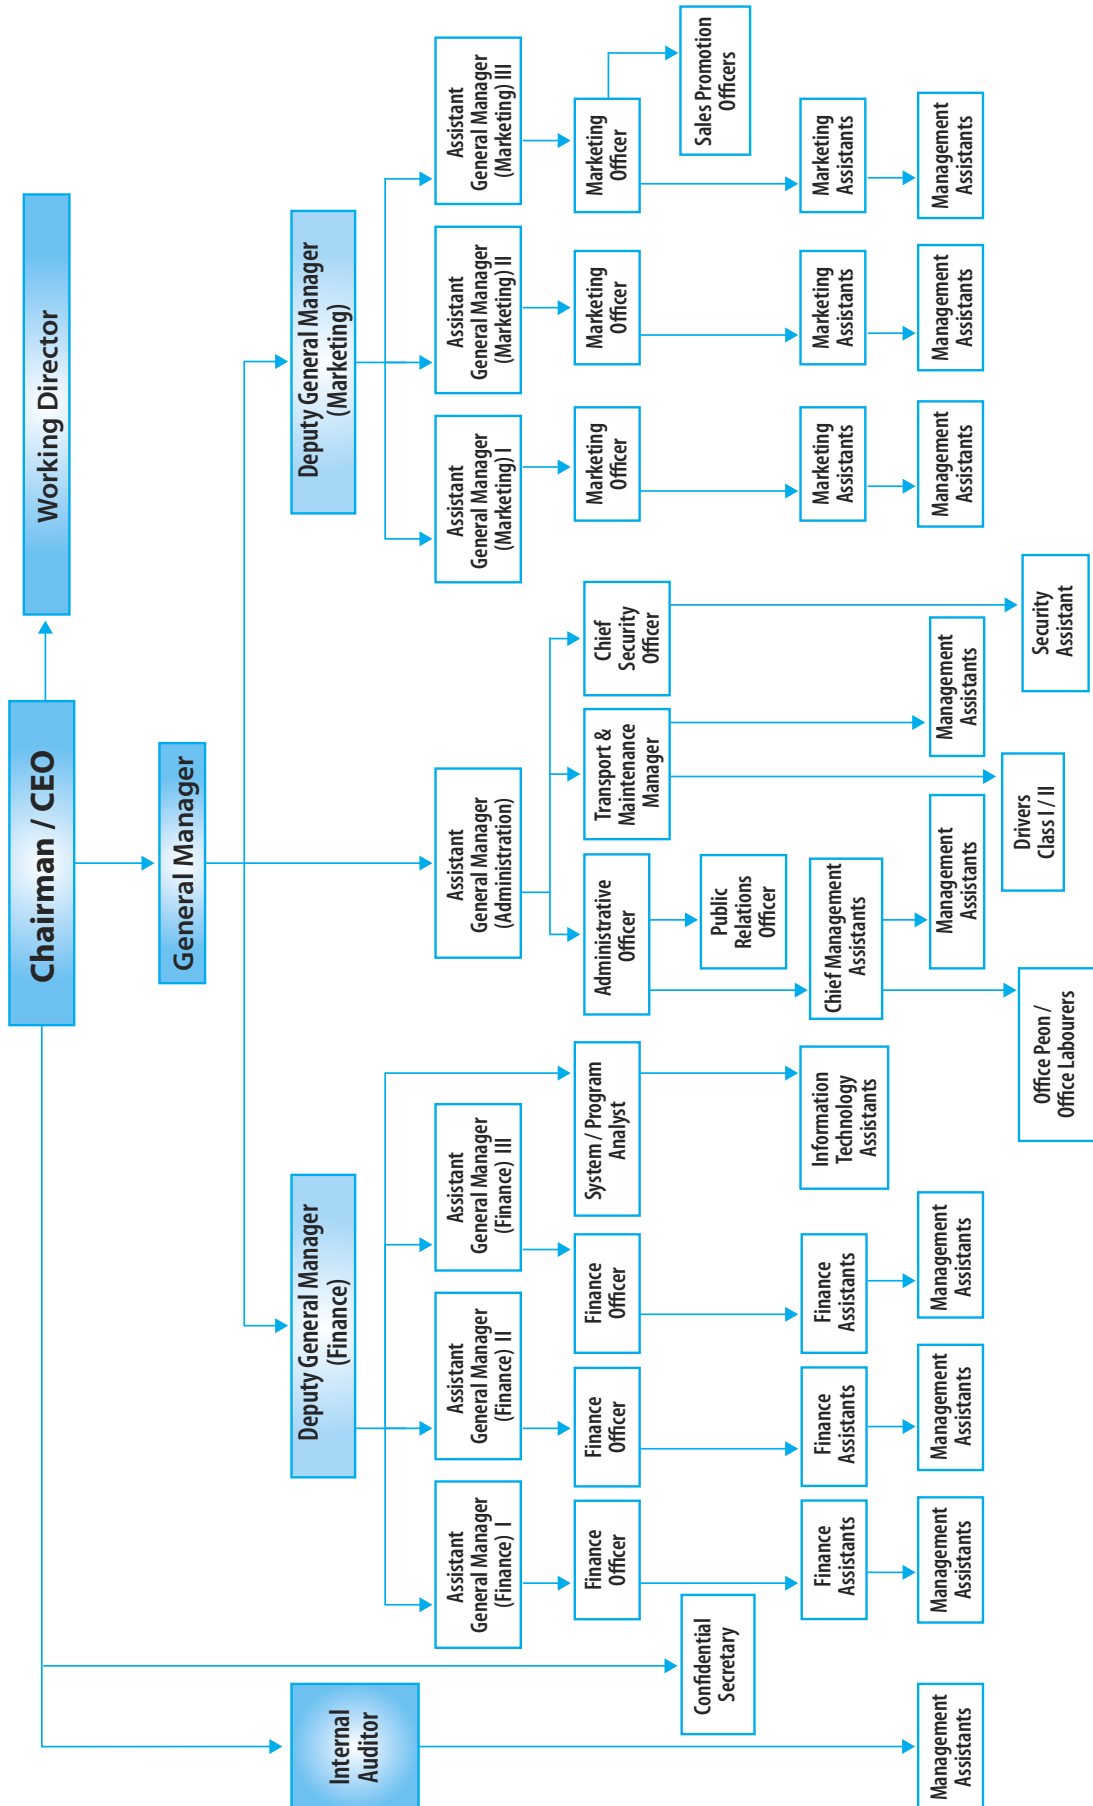 Chairman / CEO
Working Director
General Manager
Internal
Auditor
Deputy General Manager
(Finance)
Deputy General Manager
(Marketing)
Assistant
General Manager
(Finance) I
Assistant
General Manager
(Finance) II
Assistant
General Manager
(Finance) III
Assistant
General Manager
(Administration)
Assistant
General Manager
(Marketing) I
Assistant
General Manager
(Marketing) II
Assistant
General Manager
(Marketing) III
Finance
Officer
Finance
Officer
Finance
Officer
System / Program
Analyst
Administrative
Officer
Transport &
Maintenance
Manager
Chief
Security
Officer
Marketing
Officer
Marketing
Officer
Marketing
Officer
Confidential
Secretary
Public
Relations
Officer
Sales Promotion
Officers
Finance
Assistants
Finance
Assistants
Finance
Assistants
Information
Technology
Assistants
Chief Management
Assistants
Marketing
Assistants
Marketing
Assistants
Marketing
Assistants
Management
Assistants
Management
Assistants
Management
Assistants
Management
Assistants
Management
Assistants
Management
Assistants
Management
Assistants
Management
Assistants
Management
Assistants
Office Peon /
Office Labourers
Drivers
Class I / II
Security
Assistant